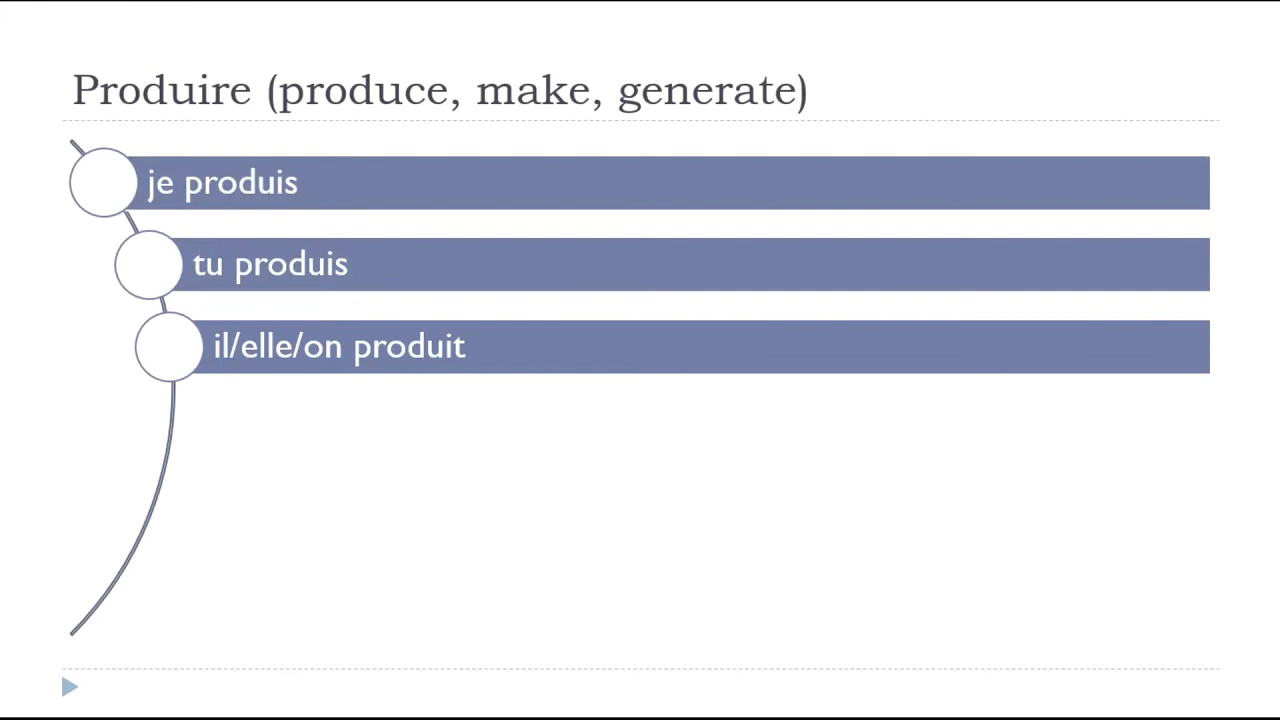 Produire (produce, make, generate)
je produis
tu produis
il/elle/on produit